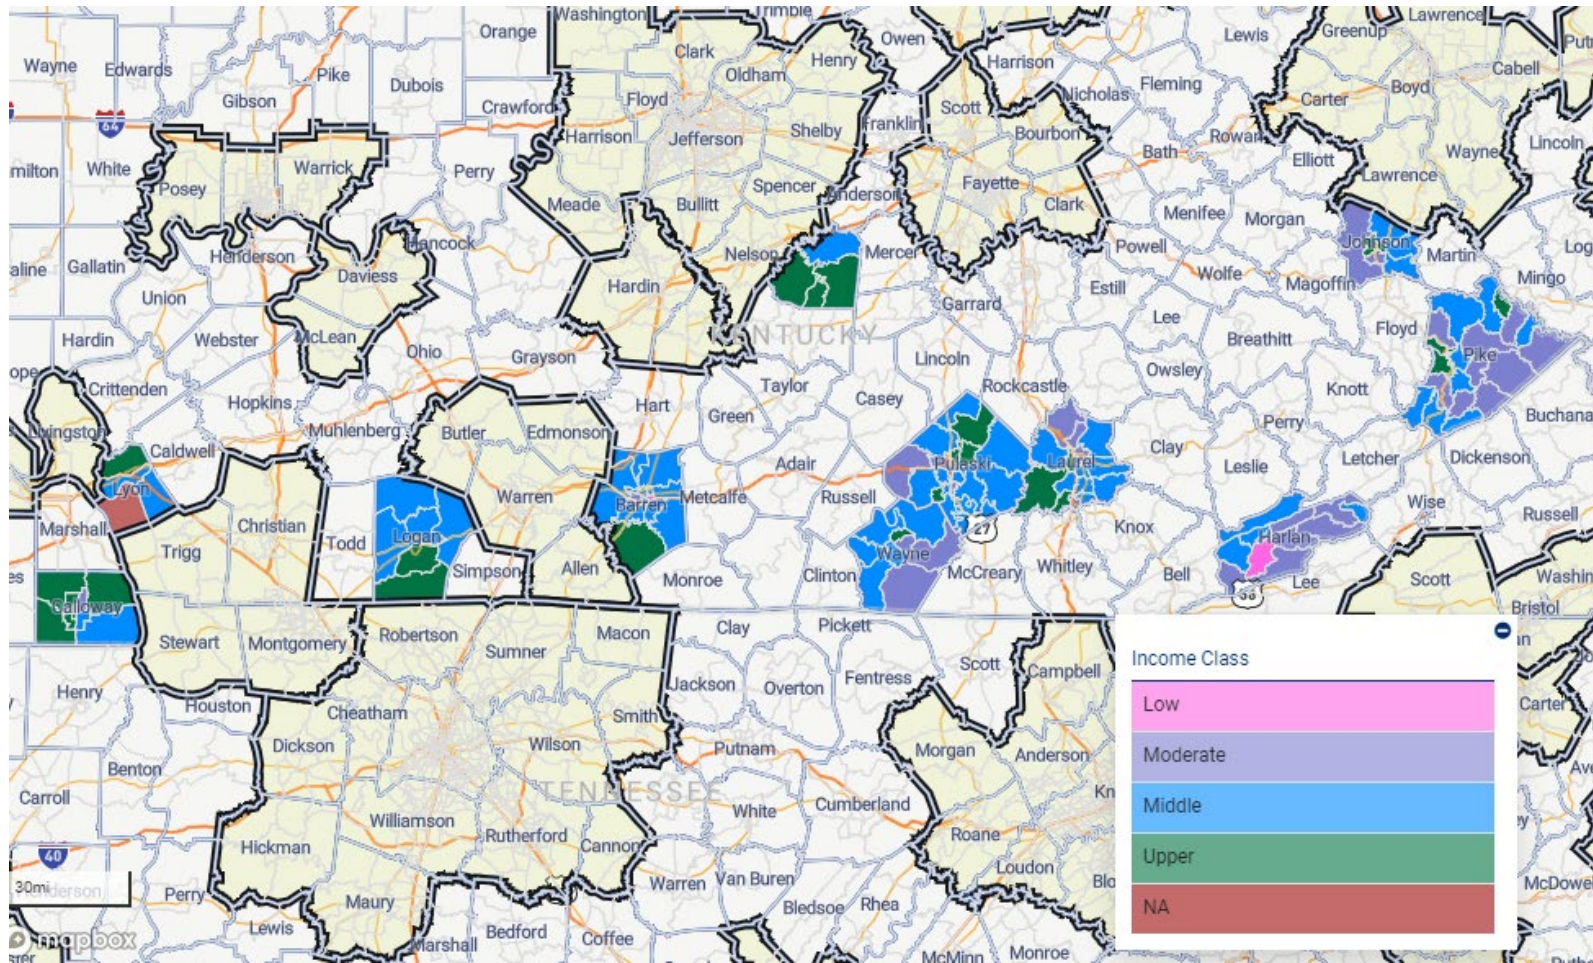 Washington
Trimble
Lawrence
Orange
Owen
Lewis
Greenup
Wayne
Edwards
Pike
Dubois
Clark
Oldham
Henry
Harrison
Fleming
Boyd
Cabell
Gibson
Crawford
Floyd
Scott
Nicholas
Carter
64
Harrison
Jefferson
Shelby
Franklin
Bourbon
Rowan
Bath
Elliott
Wayne
Lincoln
White
Warrick
Perry
Posey
Spencer
Anderson
Fayette
Clark
Lawrence
Meade
Bullitt
Menifee
Morgan
Hancock
Henderson
Nelson
Mercer
Powell
Johnson
Martin
Gallatin
Daviess
Hardin
Wolfe
Magoffin
Mingo
Union
Garrard
Estill
Lee
Floyd
Hardin
Webster
McLean
Ohio
Grayson
KENTUCKY
Lincoln
Breathitt
Pike
Crittenden
Taylor
Rockcastle
Owsley
Knott
Hopkins
Hart
Green
Casey
Perry
Livingston
Muhlenberg
Butler
Edmonson
Caldwell
Adair
Pulaski
Laurel
Clay
Leslie
Letcher
Dickenson
Lyon
Warren
Barren
Metcalfe
Russell
Wise
Marshall
Christian
Todd
Logan
27
Knox
Harlan
Russell
Trigg
Simpson
Allen
Monroe
Clinton
Wayne
McCreary
Whitley
Bell
Lee
Scott
Calloway
Bristol
Stewart
Montgomery
Robertson
Sumner
Macon
Clay
Pickett
Scott
Campbell
Henry
Houston
Jackson
Overton
Fentress
Cheatham
Smith
Carter
Dickson
Wilson
Putnam
Morgan
Anderson
Benton
TENNESSEE
Carroll
White
Cumberland
Williamson
Rutherford
Cannon
Roane
Hickman
Loudon
40
30mi
Perry
Maury
Warren
Van Buren
Bledsoe
Rhea
Lewis
Marshall
Bedford
Coffee
McMinn
Monroe
mapbox
Income Class
Low
Moderate
Middle
Upper
NA